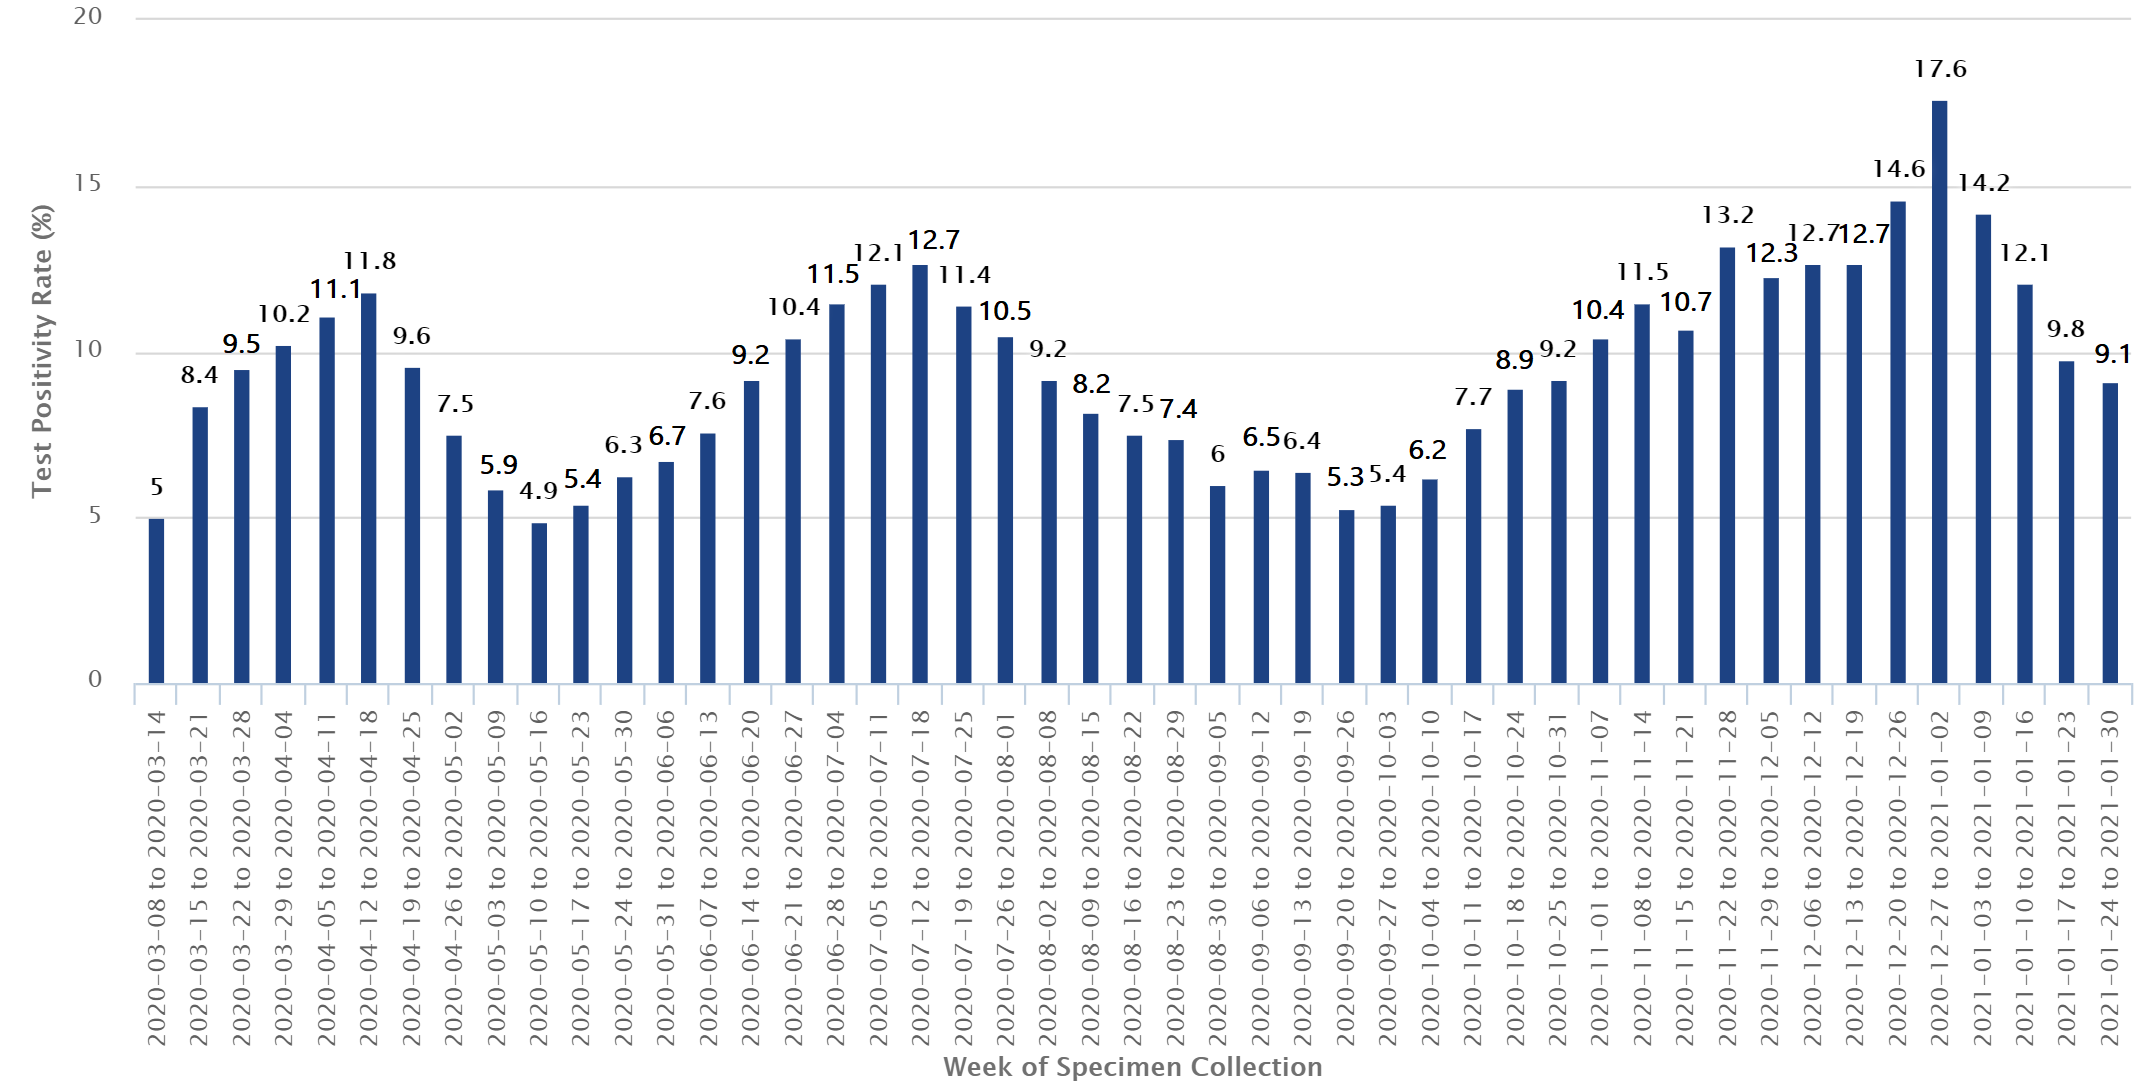 20
15
10
5
0
Test Positivity Rate (%)
5
8.4
9.5
10.2
11.1
11.8
9.6
7.5
5.9
4.9
5.4
6.3
6.7
7.6
9.2
10.4
11.5
12.1
12.7
11.4
10.5
9.2
8.2
7.5
7.4
6
6.5
6.4
5.3
5.4
6.2
7.7
8.9
9.2
10.4
11.5
10.7
13.2
12.3
12.7
12.7
14.6
17.6
14.2
12.1
9.8
9.1
2020-03-08 to 2020-03-14
2020-03-15 to 2020-03-21
2020-03-22 to 2020-03-28
2020-03-29 to 2020-04-04
2020-04-05 to 2020-04-11
2020-04-12 to 2020-04-18
2020-04-19 to 2020-04-25
2020-04-26 to 2020-05-02
2020-05-03 to 2020-05-09
2020-05-10 to 2020-05-16
2020-05-17 to 2020-05-23
2020-05-24 to 2020-05-30
2020-05-31 to 2020-06-06
2020-06-07 to 2020-06-13
2020-06-14 to 2020-06-20
2020-06-21 to 2020-06-27
2020-06-28 to 2020-07-04
2020-07-05 to 2020-07-11
2020-07-12 to 2020-07-18
2020-07-19 to 2020-07-25
2020-07-26 to 2020-08-01
2020-08-02 to 2020-08-08
2020-08-09 to 2020-08-15
2020-08-16 to 2020-08-22
2020-08-23 to 2020-08-29
2020-08-30 to 2020-09-05
2020-09-06 to 2020-09-12
2020-09-13 to 2020-09-19
2020-09-20 to 2020-09-26
2020-09-27 to 2020-10-03
2020-10-04 to 2020-10-10
2020-10-11 to 2020-10-17
2020-10-18 to 2020-10-24
2020-10-25 to 2020-10-31
2020-11-01 to 2020-11-07
2020-11-08 to 2020-11-14
2020-11-15 to 2020-11-21
2020-11-22 to 2020-11-28
2020-11-29 to 2020-12-05
2020-12-06 to 2020-12-12
2020-12-13 to 2020-12-19
2020-12-20 to 2020-12-26
2020-12-27 to 2021-01-02
2021-01-03 to 2021-01-09
2021-01-10 to 2021-01-16
2021-01-17 to 2021-01-23
2021-01-24 to 2021-01-30
Week of Specimen Collection